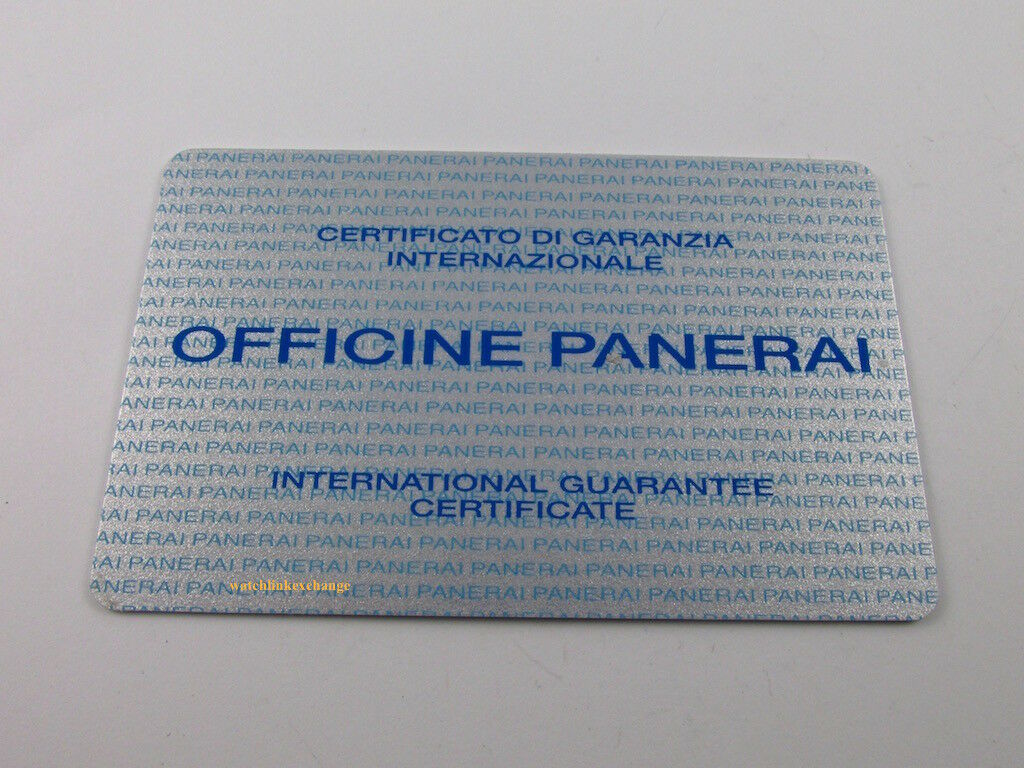 CERTIFICATO DI GARANZIA
INTERNAZIONALE
OFFICINE PANERAI
INTERNATIONAL GUARANTEE
CERTIFICATE
watchlinkexchange